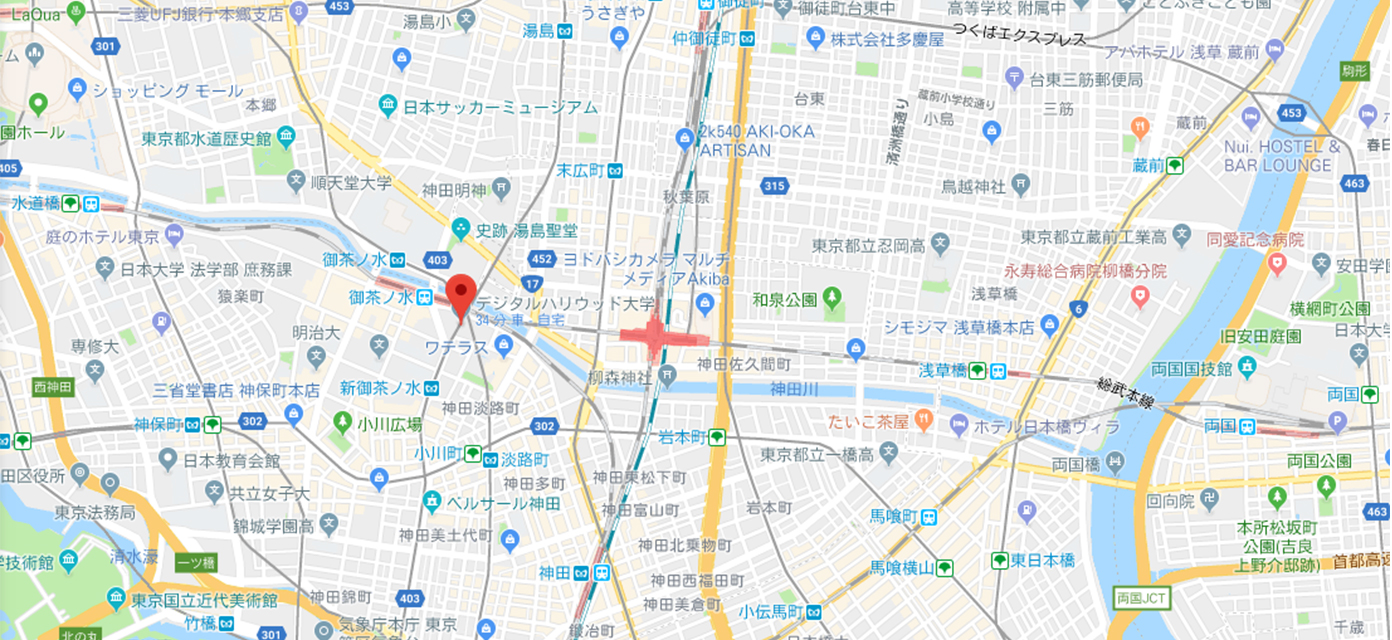 LaQua
三菱UFJ銀行 本郷支店
453
湯島小
うさぎや
湯島
御徒町
仲御徒町
御徒町台東中
高等学校 附属中
ことぶきこども園
つくばエクスプレス
株式会社多慶屋
アパホテル 浅草 蔵前
駒形
301
ショッピング モール
本郷
日本サッカーミュージアム
台東
台東三筋郵便局
蔵前小学校通り
小島
三筋
清洲橋通り
園ホール
東京都水道歴史館
2k540 AKI-OKA
ARTISAN
蔵前
453
Nui. HOSTEL &
BAR LOUNGE
春日
405
順天堂大学
末広町
神田明神
秋葉原
315
鳥越神社
蔵前
463
水道橋
庭のホテル東京
史跡 湯島聖堂
東京都立忍岡高
東京都立蔵前工業高
同愛記念病院
日本大学 法学部 庶務課
御茶ノ水
403
452
ヨドバシカメラ マルチ
メディアAkiba
永寿総合病院柳橋分院
安田学園
猿楽町
御茶ノ水
17
デジタルハリウッド大学
34 分: 車 - 自宅
和泉公園
浅草橋
6
横網町公園
明治大
ワテラス
シモジマ 浅草橋本店
旧安田庭園
日本大学
専修大
神田佐久間町
浅草橋
両国国技館
西神田
三省堂書店 神保町本店
新御茶ノ水
柳森神社
神田川
総武本線
両国
神保町
302
小川広場
神田淡路町
302
岩本町
たいこ茶屋
ホテル日本橋ヴィラ
両国
田区役所
日本教育会館
小川町
淡路町
東京都立一橋高
両国橋
両国公園
共立女子大
神田多町
神田東松下町
東京法務局
ベルサール神田
神田富山町
岩本町
馬喰町
回向院
463
錦城学園高
神田美土代町
神田北乗物町
本所松坂町
公園(吉良
上野介邸跡)
学技術館
清水濠
一ツ橋
神田
神田西福田町
馬喰横山
東日本橋
首都高速
東京国立近代美術館
神田錦町
403
神田美倉町
小伝馬町
両国JCT
竹橋
北の丸
301
気象庁本庁 東京
鍛冶町
千歳